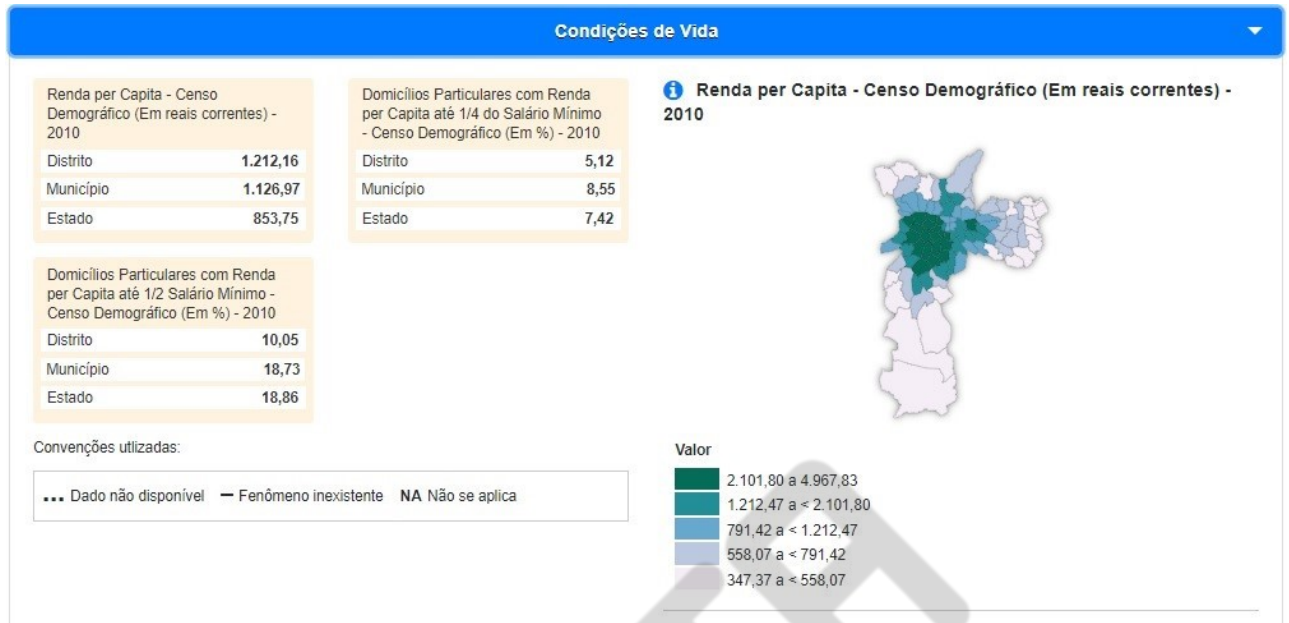 Condições de Vida
Renda per Capita - Censo
Demográfico (Em reais correntes) -
2010
Distrito 1.212,16
Município 1.126,97
Estado 853,75
Domicílios Particulares com Renda
per Capita até 1/4 do Salário Mínimo
- Censo Demográfico (Em %) - 2010
Distrito 5,12
Município 8,55
Estado 7,42
Domicílios Particulares com Renda
per Capita até 1/2 Salário Mínimo -
Censo Demográfico (Em %) - 2010
Distrito 10,05
Município 18,73
Estado 18,86
Convenções utlizadas:
... Dado não disponível — Fenômeno inexistente NA Não se aplica
i Renda per Capita - Censo Demográfico (Em reais correntes) -
2010
Valor
2.101,80 a 4.967,83
1.212,47 a < 2.101,80
791,42 a < 1.212,47
558,07 a < 791,42
347,37 a < 558,07